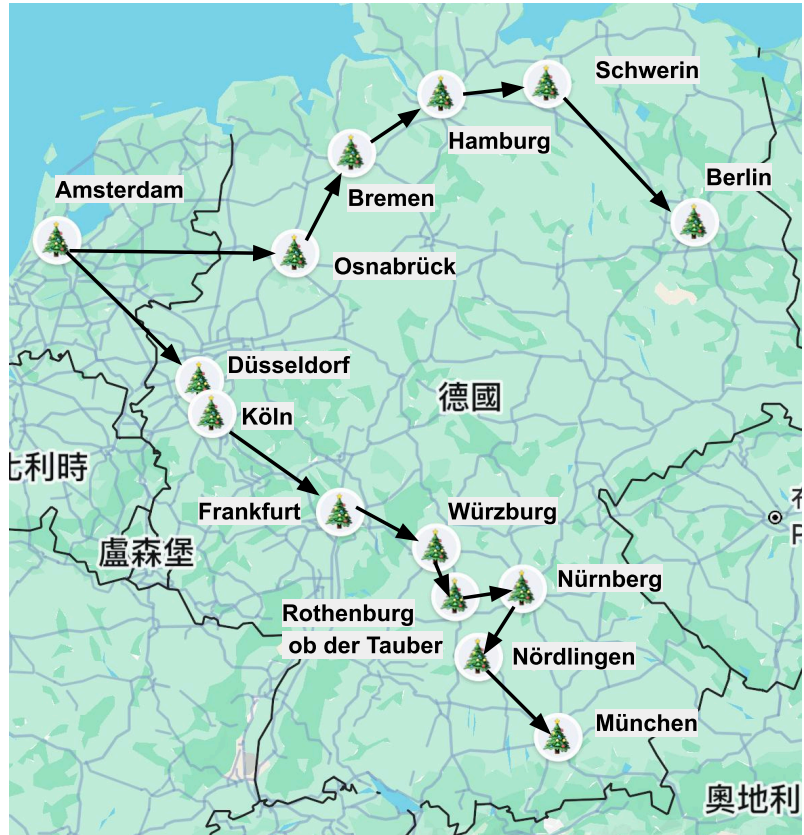 Schwerin
Hamburg
Berlin
Amsterdam
Bremen
Osnabrück
Düsseldorf
德國
Köln
比利時
布
P
Frankfurt
Würzburg
盧森堡
Nürnberg
Rothenburg
ob der Tauber
Nördlingen
München
奧地利